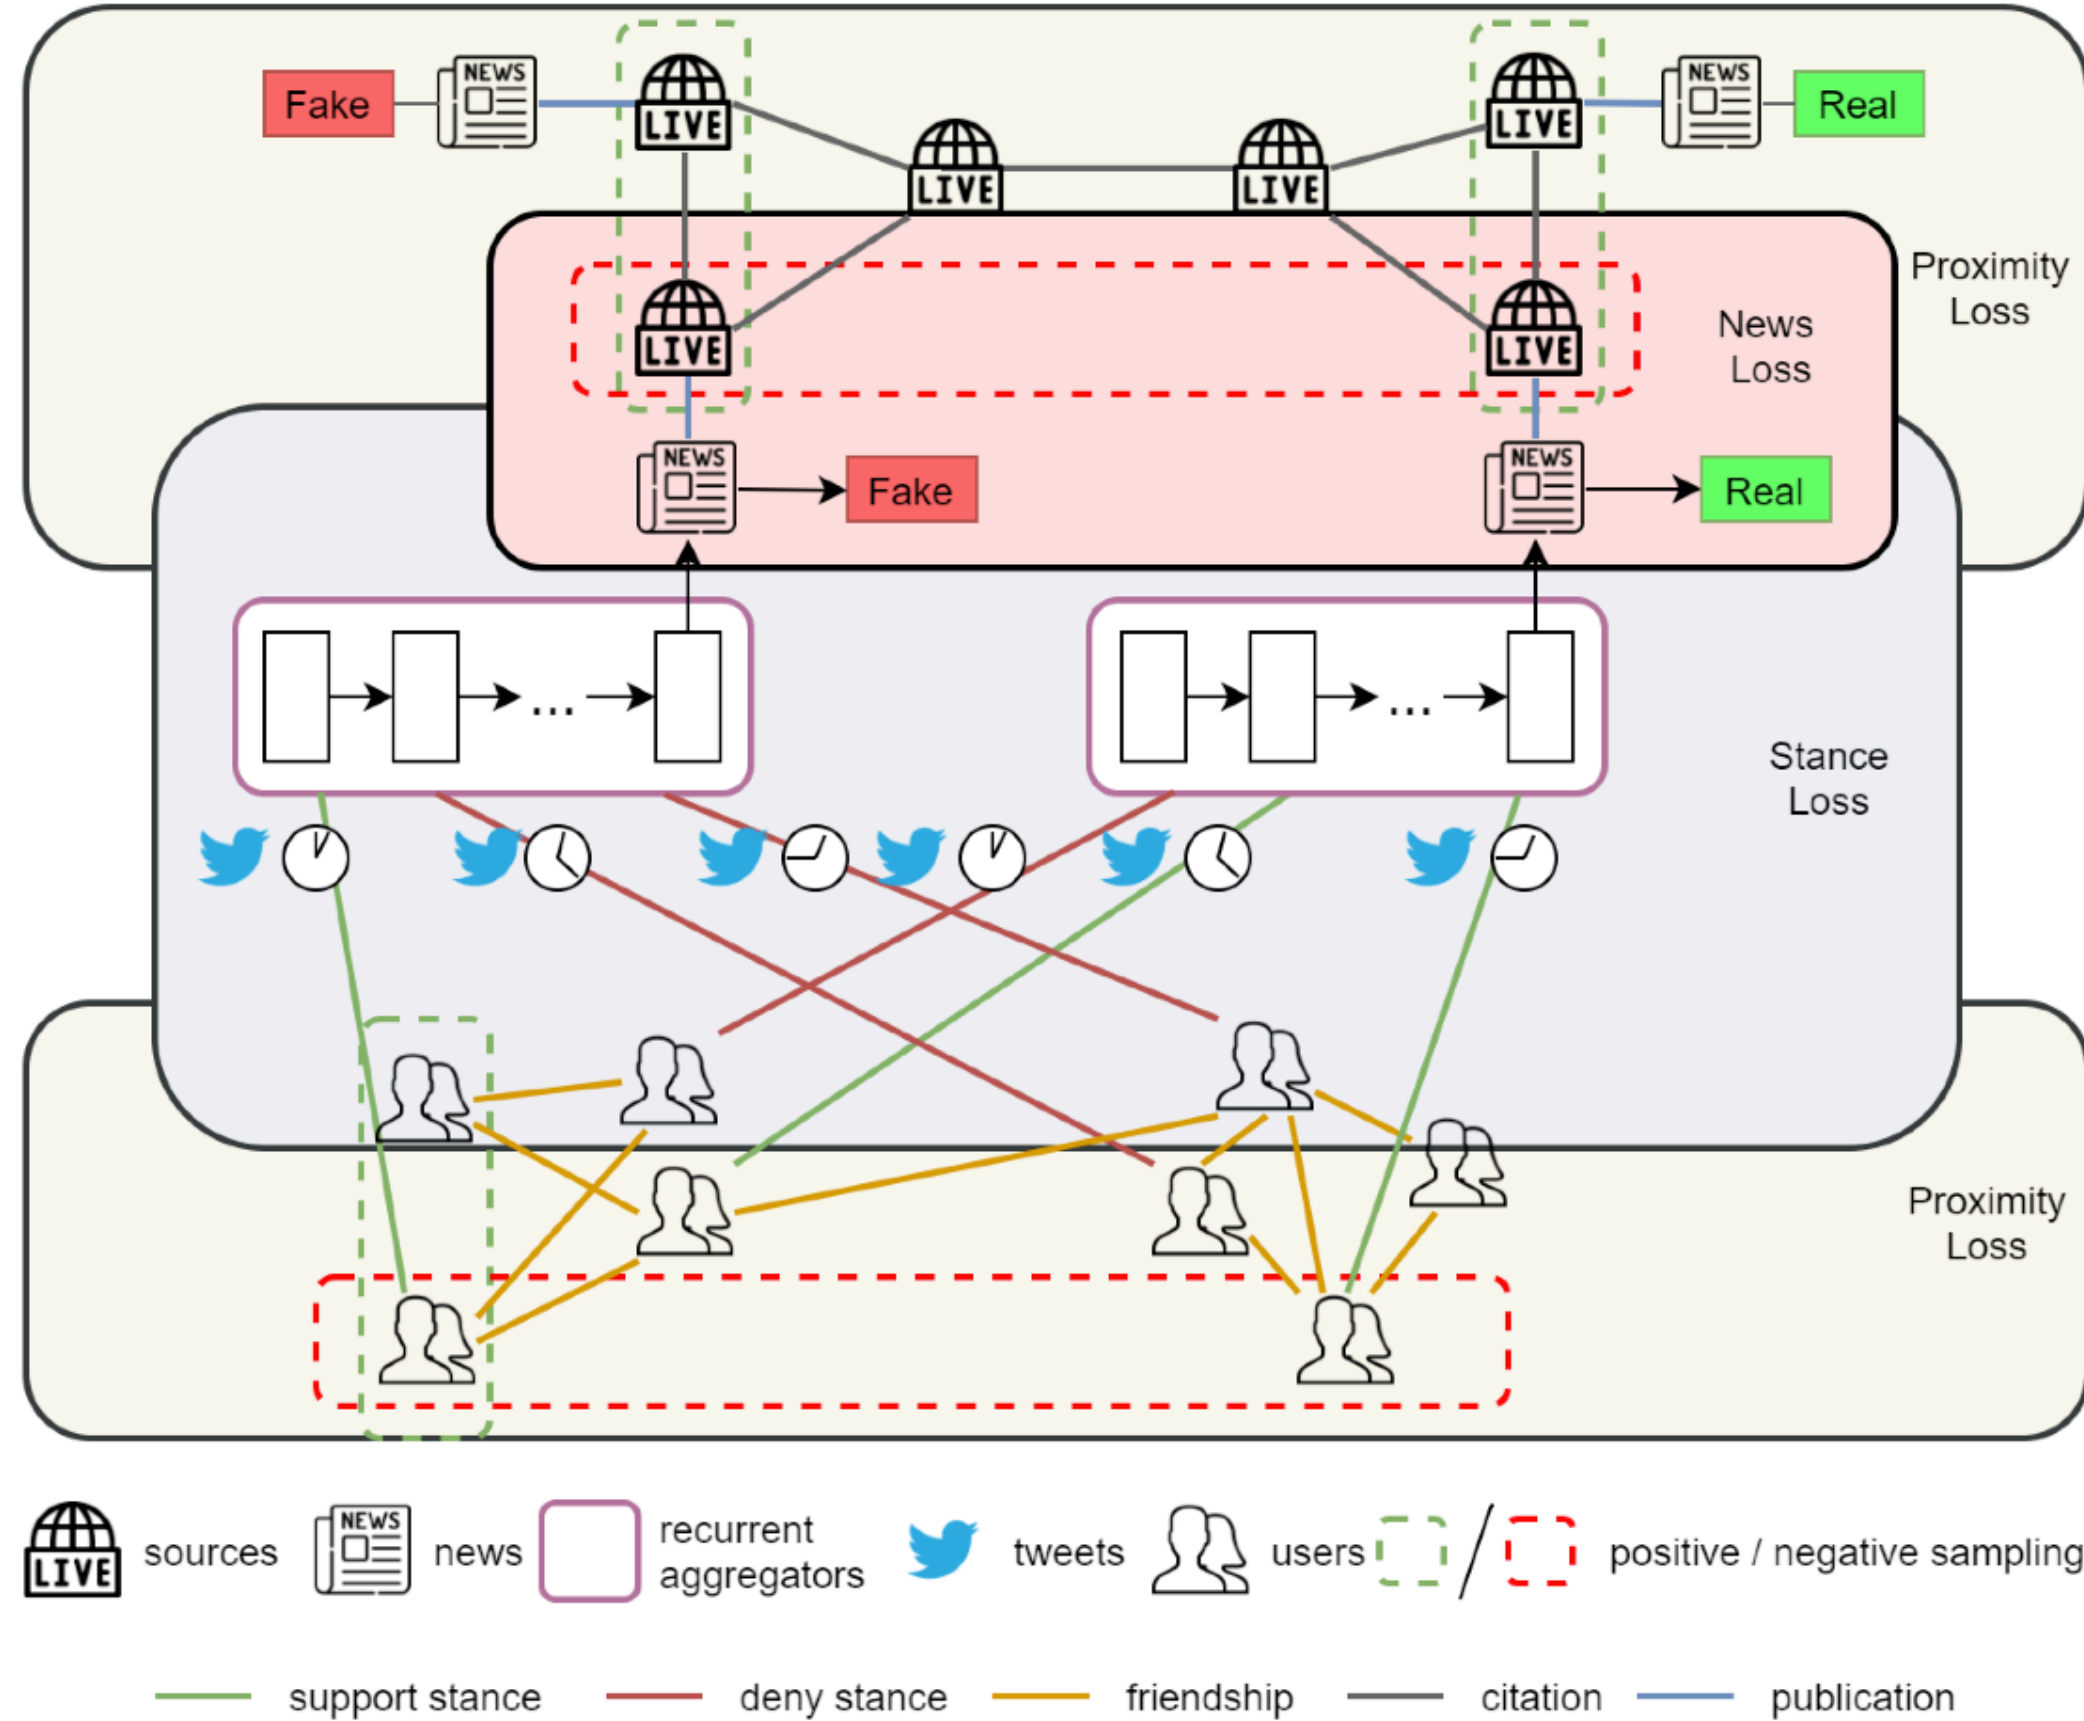 Fake
NEWS
LIVE
LIVE
NEWS
Real
LIVE
LIVE
Proximity
Loss
LIVE
LIVE
News
Loss
NEWS
Fake
NEWS
Real
...
...
Stance
Loss
Proximity
Loss
LIVE
sources
NEWS
news
recurrent
aggregators
tweets
users
/
positive / negative sampling
support stance
deny stance
friendship
citation
publication